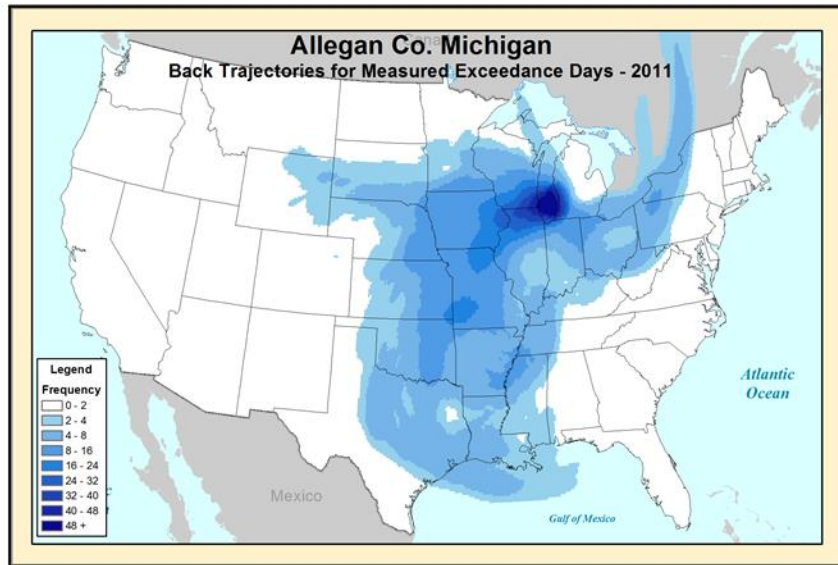 Canada
Allegan Co. Michigan
Back Trajectories for Measured Exceedance Days - 2011
Atlantic
Ocean
Legend
Frequency
0 - 2
2 - 4
4 - 8
8 - 16
16 - 24
24 - 32
32 - 40
40 - 48
48 +
Mexico
Gulf of Mexico